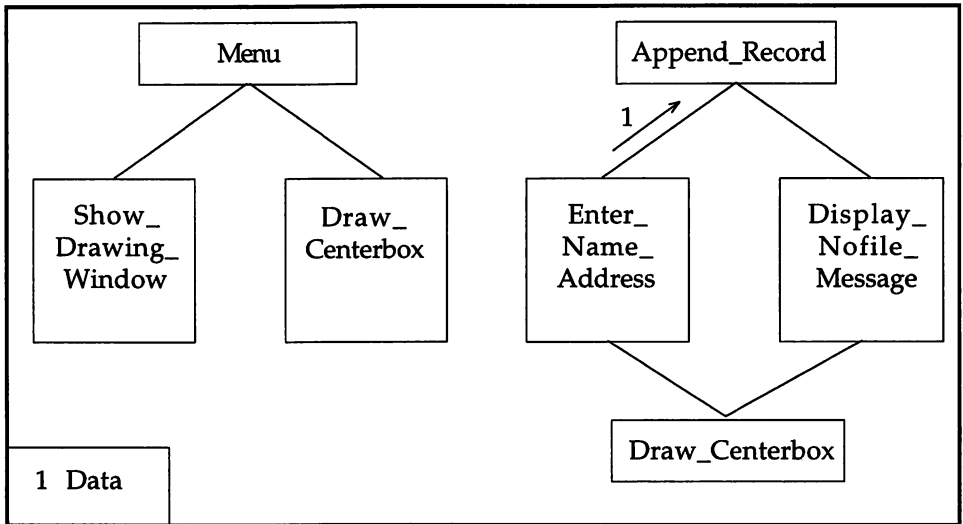 Menu
Append_Record
1
Show_
Drawing_
Window
Draw_
Centerbox
Enter_
Name_
Address
Display_
Nofile_
Message
Draw_Centerbox
1 Data